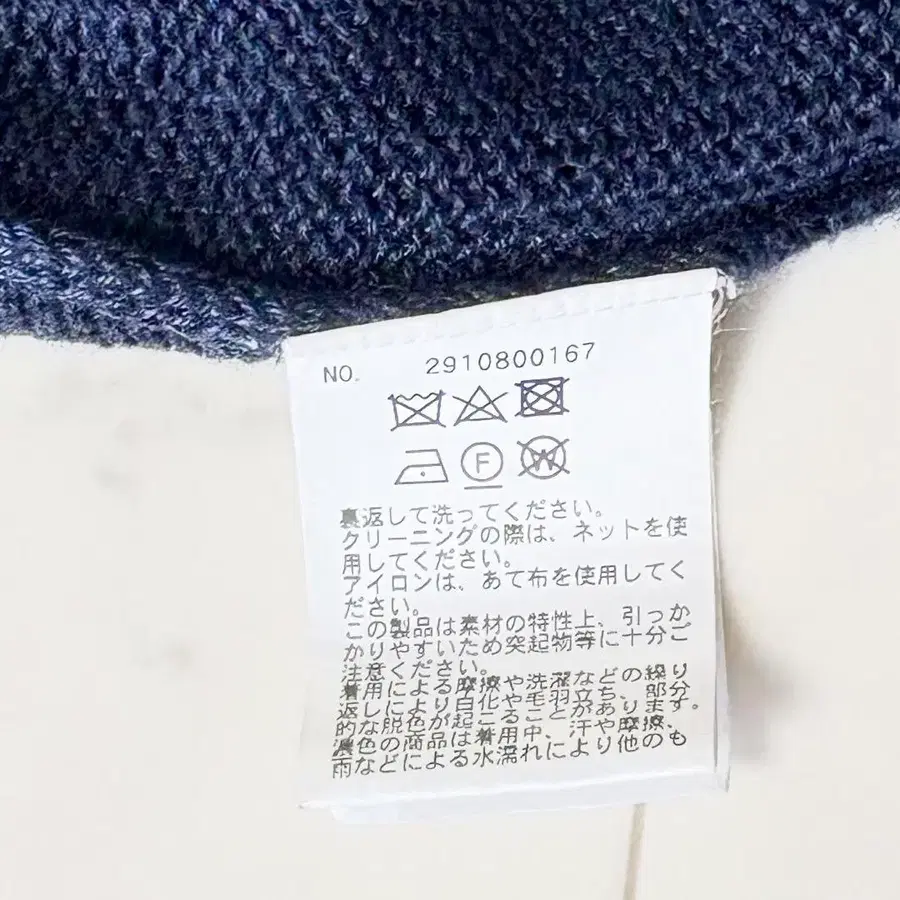 NO. 2910800167
F
W
裏返して洗ってください。
クリーニングの際は、ネットを使
用してください。
アイロンは、あて布を使用してく
ださい。
この製品は素材の特性上、引っか
かりやすいため突起物等に十分ご
注意ください。
着用による摩擦や洗濯などの繰り
返しにより白化や毛羽立ち、部分
的な脱色が起こることがあります。
濃色の商品は着用中、汗や摩擦、
雨などによる水濡れにより他のも